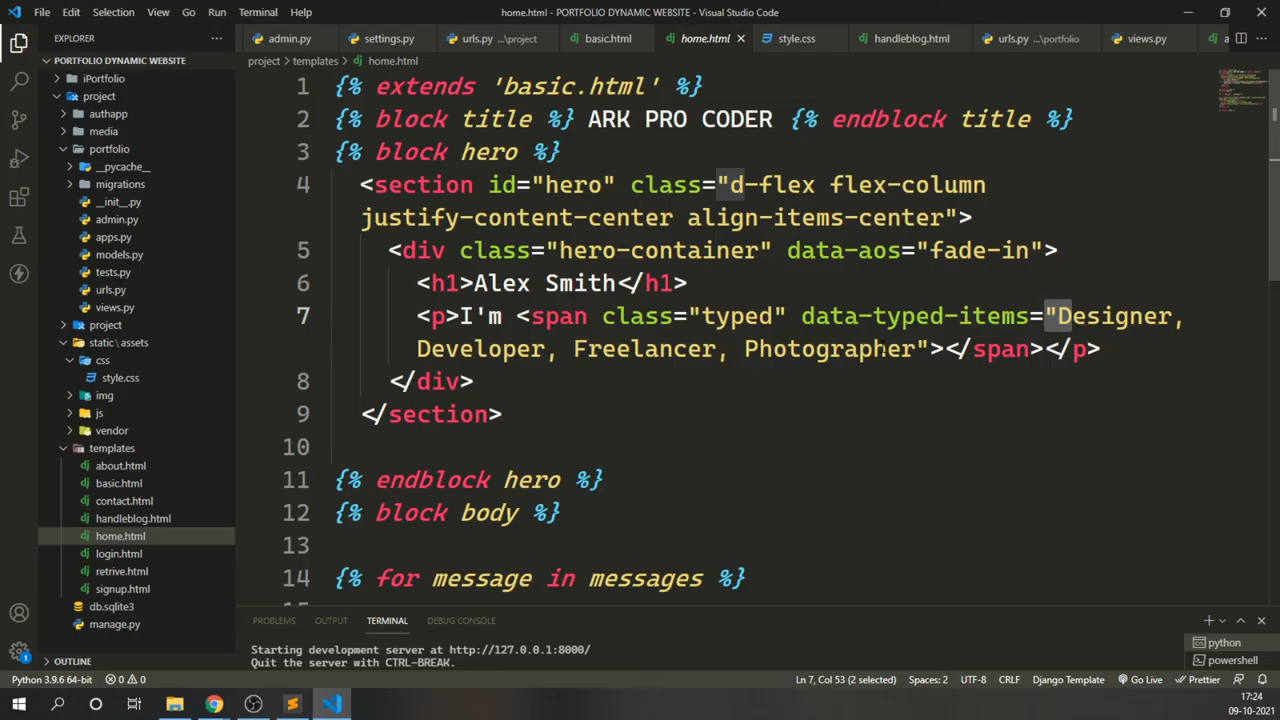 File Edit Selection View Go Run Terminal Help
home.html - PORTFOLIO DYNAMIC WEBSITE - Visual Studio Code
EXPLORER
admin.py
settings.py
urls.py ...\project
basic.html
home.html
style.css
handleblog.html
urls.py ...\portfolio
views.py
PORTFOLIO DYNAMIC WEBSITE
project > templates > home.html
iPortfolio
project
authapp
media
portfolio
__pycache__
migrations
__init__.py
admin.py
apps.py
models.py
tests.py
urls.py
views.py
project
static\assets
css
style.css
img
js
vendor
templates
about.html
basic.html
contact.html
handleblog.html
home.html
login.html
retrive.html
signup.html
db.sqlite3
manage.py
OUTLINE
1 {% extends 'basic.html' %}
2 {% block title %} ARK PRO CODER {% endblock title %}
3 {% block hero %}
4 <section id="hero" class="d-flex flex-column
justify-content-center align-items-center">
5 <div class="hero-container" data-aos="fade-in">
6 <h1>Alex Smith</h1>
7 <p>I'm <span class="typed" data-typed-items="Designer,
Developer, Freelancer, Photographer"></span></p>
8 </div>
9 </section>
10
11 {% endblock hero %}
12 {% block body %}
13
14 {% for message in messages %}
PROBLEMS OUTPUT TERMINAL DEBUG CONSOLE
Starting development server at http://127.0.0.1:8000/
Quit the server with CTRL-BREAK.
python
powershell
Python 3.9.6 64-bit 0 0
Ln 7, Col 53 (2 selected) Spaces: 2 UTF-8 CRLF Django Template Go Live Prettier
1
17:24
09-10-2021